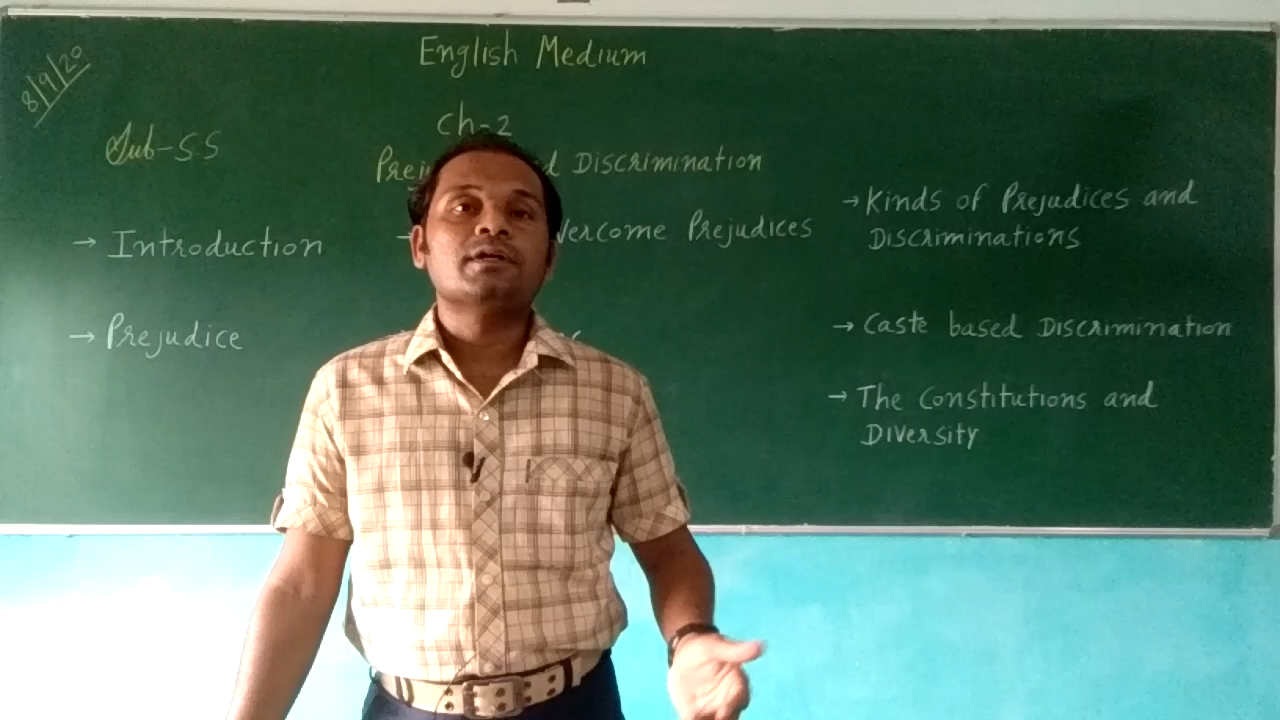 8/9/20
English Medium
Ch-2
Sub-S.S
Discrimination
→ Introduction
Prejudices
→ Prejudice
→ Kinds of Prejudices and
Discriminations
→ Caste based Discrimination
→ The Constitutions and
Diversity